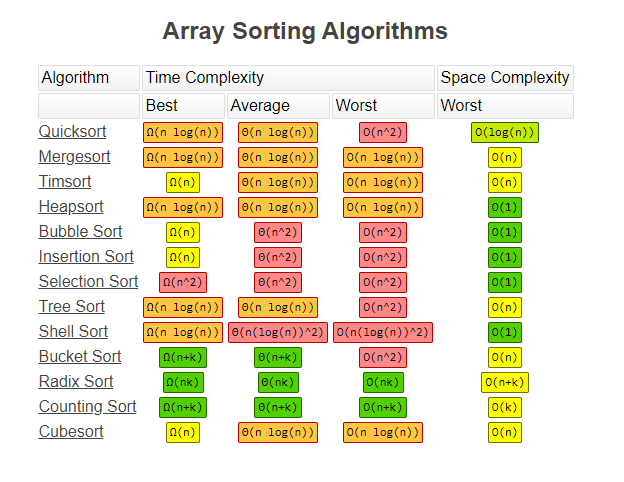 Array Sorting Algorithms
Algorithm Time Complexity Space Complexity
Best Average Worst Worst
Quicksort Ω(n log(n)) Θ(n log(n)) O(n^2) O(log(n))
Mergesort Ω(n log(n)) Θ(n log(n)) O(n log(n)) O(n)
Timsort Ω(n) Θ(n log(n)) O(n log(n)) O(n)
Heapsort Ω(n log(n)) Θ(n log(n)) O(n log(n)) O(1)
Bubble Sort Ω(n) Θ(n^2) O(n^2) O(1)
Insertion Sort Ω(n) Θ(n^2) O(n^2) O(1)
Selection Sort Ω(n^2) Θ(n^2) O(n^2) O(1)
Tree Sort Ω(n log(n)) Θ(n log(n)) O(n^2) O(n)
Shell Sort Ω(n log(n)) Θ(n(log(n))^2) O(n(log(n))^2) O(1)
Bucket Sort Ω(n+k) Θ(n+k) O(n^2) O(n)
Radix Sort Ω(nk) Θ(nk) O(nk) O(n+k)
Counting Sort Ω(n+k) Θ(n+k) O(n+k) O(k)
Cubesort Ω(n) Θ(n log(n)) O(n log(n)) O(n)